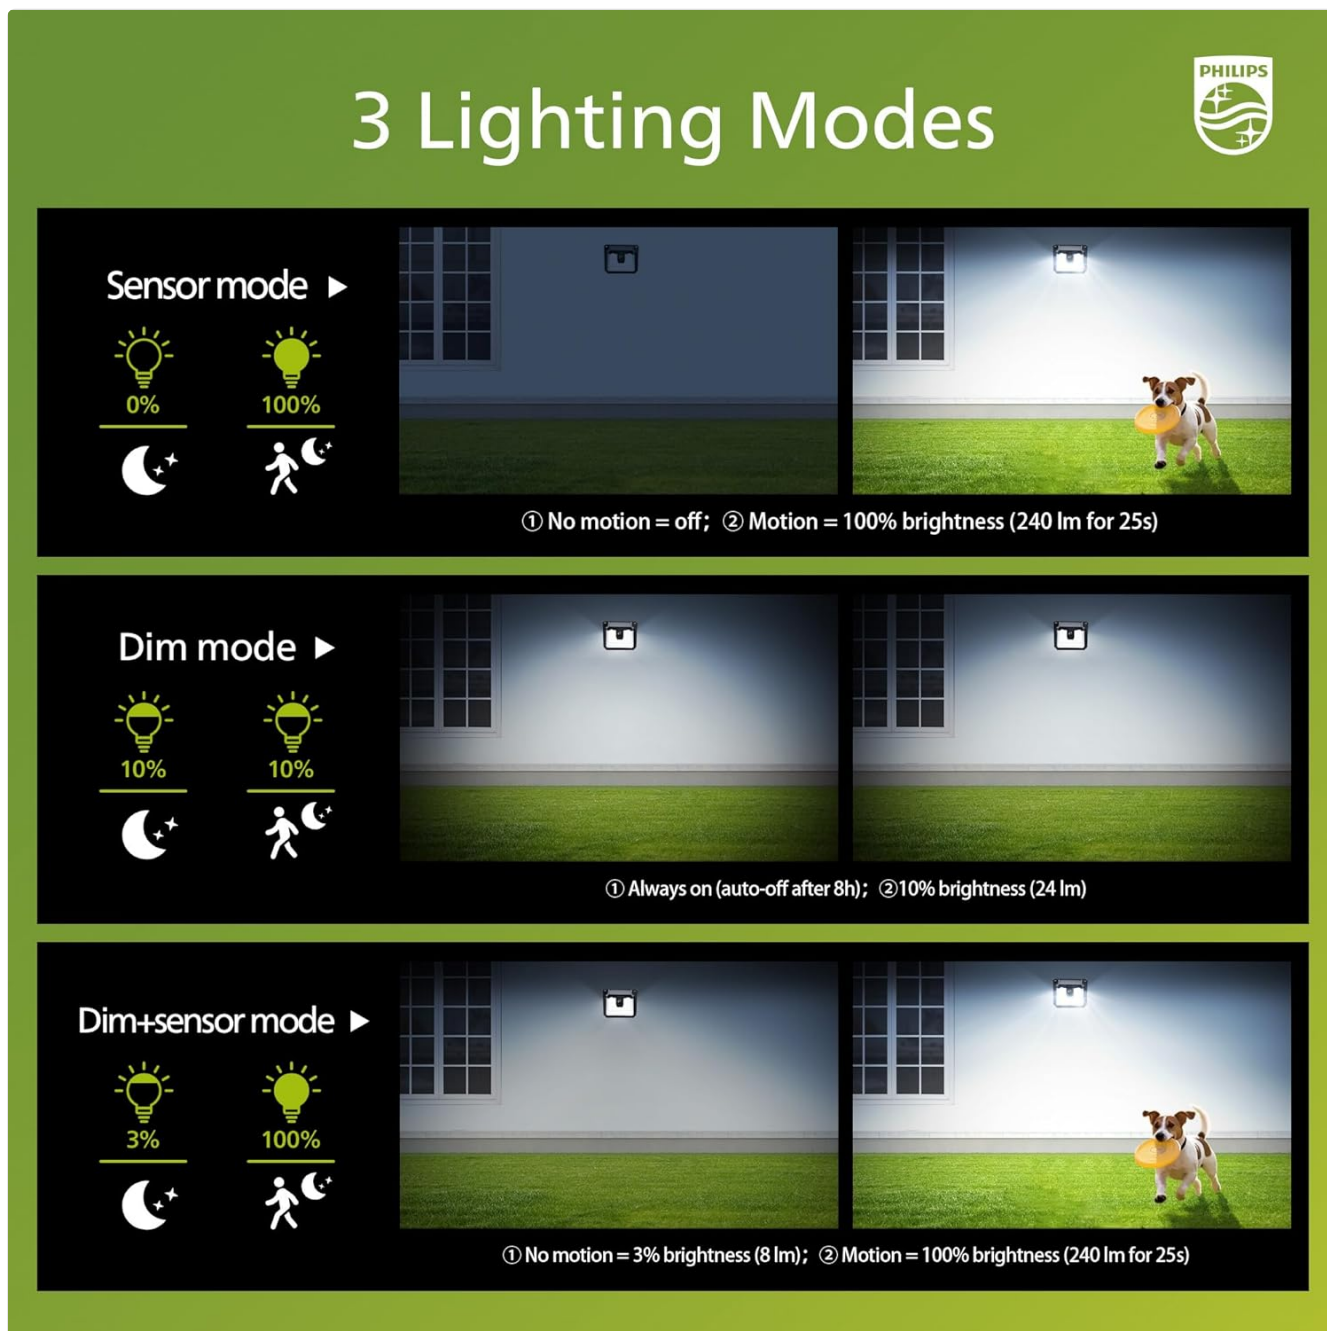 3 Lighting Modes
PHILIPS
Sensor mode
0%
100%
① No motion = off; ② Motion = 100% brightness (240 lm for 25s)
Dim mode
10%
10%
① Always on (auto-off after 8h); ②10% brightness (24 lm)
Dim+sensor mode
3%
100%
① No motion = 3% brightness (8 lm); ② Motion = 100% brightness (240 lm for 25s)